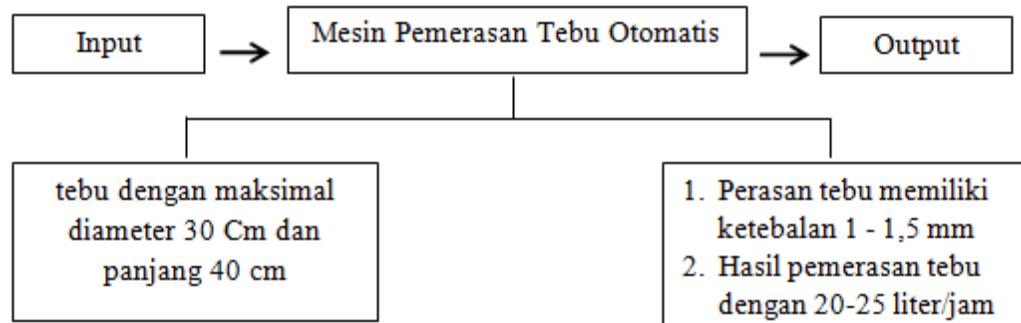 Input
Mesin Pemerasan Tebu Otomatis
Output
tebu dengan maksimal
diameter 30 Cm dan
panjang 40 cm
1. Perasan tebu memiliki
ketebalan 1 - 1,5 mm
2. Hasil pemerasan tebu
dengan 20-25 liter/jam